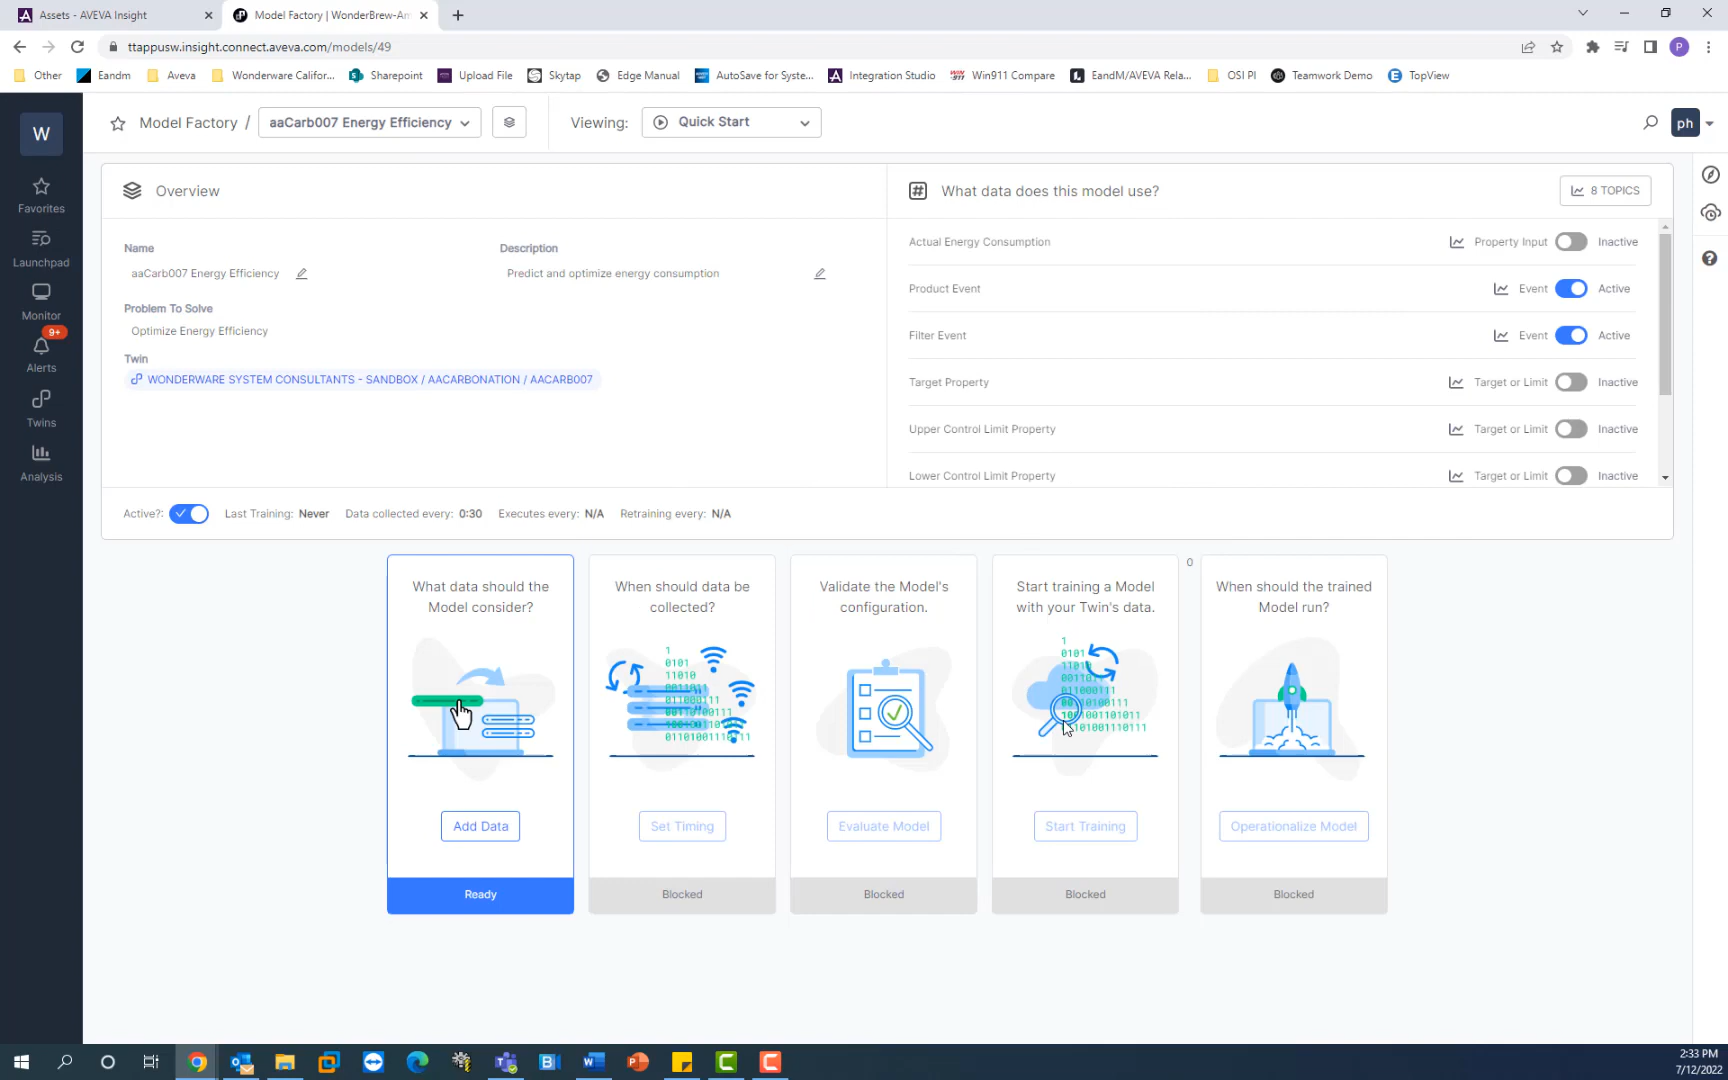 Assets - AVEVA Insight
Model Factory | WonderBrew-Am
ttappusw.insight.connect.aveva.com/models/49
P
Other
Eandm
Aveva
Wonderware Califor...
Sharepoint
Upload File
Skytap
Edge Manual
AutoSave for Syste...
Integration Studio
Win911 Compare
EandM/AVEVA Rela...
OSI PI
Teamwork Demo
TopView
W
Model Factory /
aaCarb007 Energy Efficiency
Viewing:
Quick Start
ph
Favorites
Launchpad
Monitor
9+
Alerts
Twins
Analysis
Overview
Name
aaCarb007 Energy Efficiency
Description
Predict and optimize energy consumption
Problem To Solve
Optimize Energy Efficiency
Twin
WONDERWARE SYSTEM CONSULTANTS - SANDBOX / AACARBONATION / AACARB007
What data does this model use?
8 TOPICS
Actual Energy Consumption Property Input Inactive
Product Event Event Active
Filter Event Event Active
Target Property Target or Limit Inactive
Upper Control Limit Property Target or Limit Inactive
Lower Control Limit Property Target or Limit Inactive
Active?: Last Training: Never Data collected every: 0:30 Executes every: N/A Retraining every: N/A
What data should the
Model consider?
Add Data
Ready
When should data be
collected?
1
0101
11010
0011011
011000111
Set Timing
Blocked
Validate the Model's
configuration.
Evaluate Model
Blocked
Start training a Model
with your Twin's data.
1
0101
11010
Start Training
Blocked
0
When should the trained
Model run?
Operationalize Model
Blocked
2:33 PM
7/12/2022